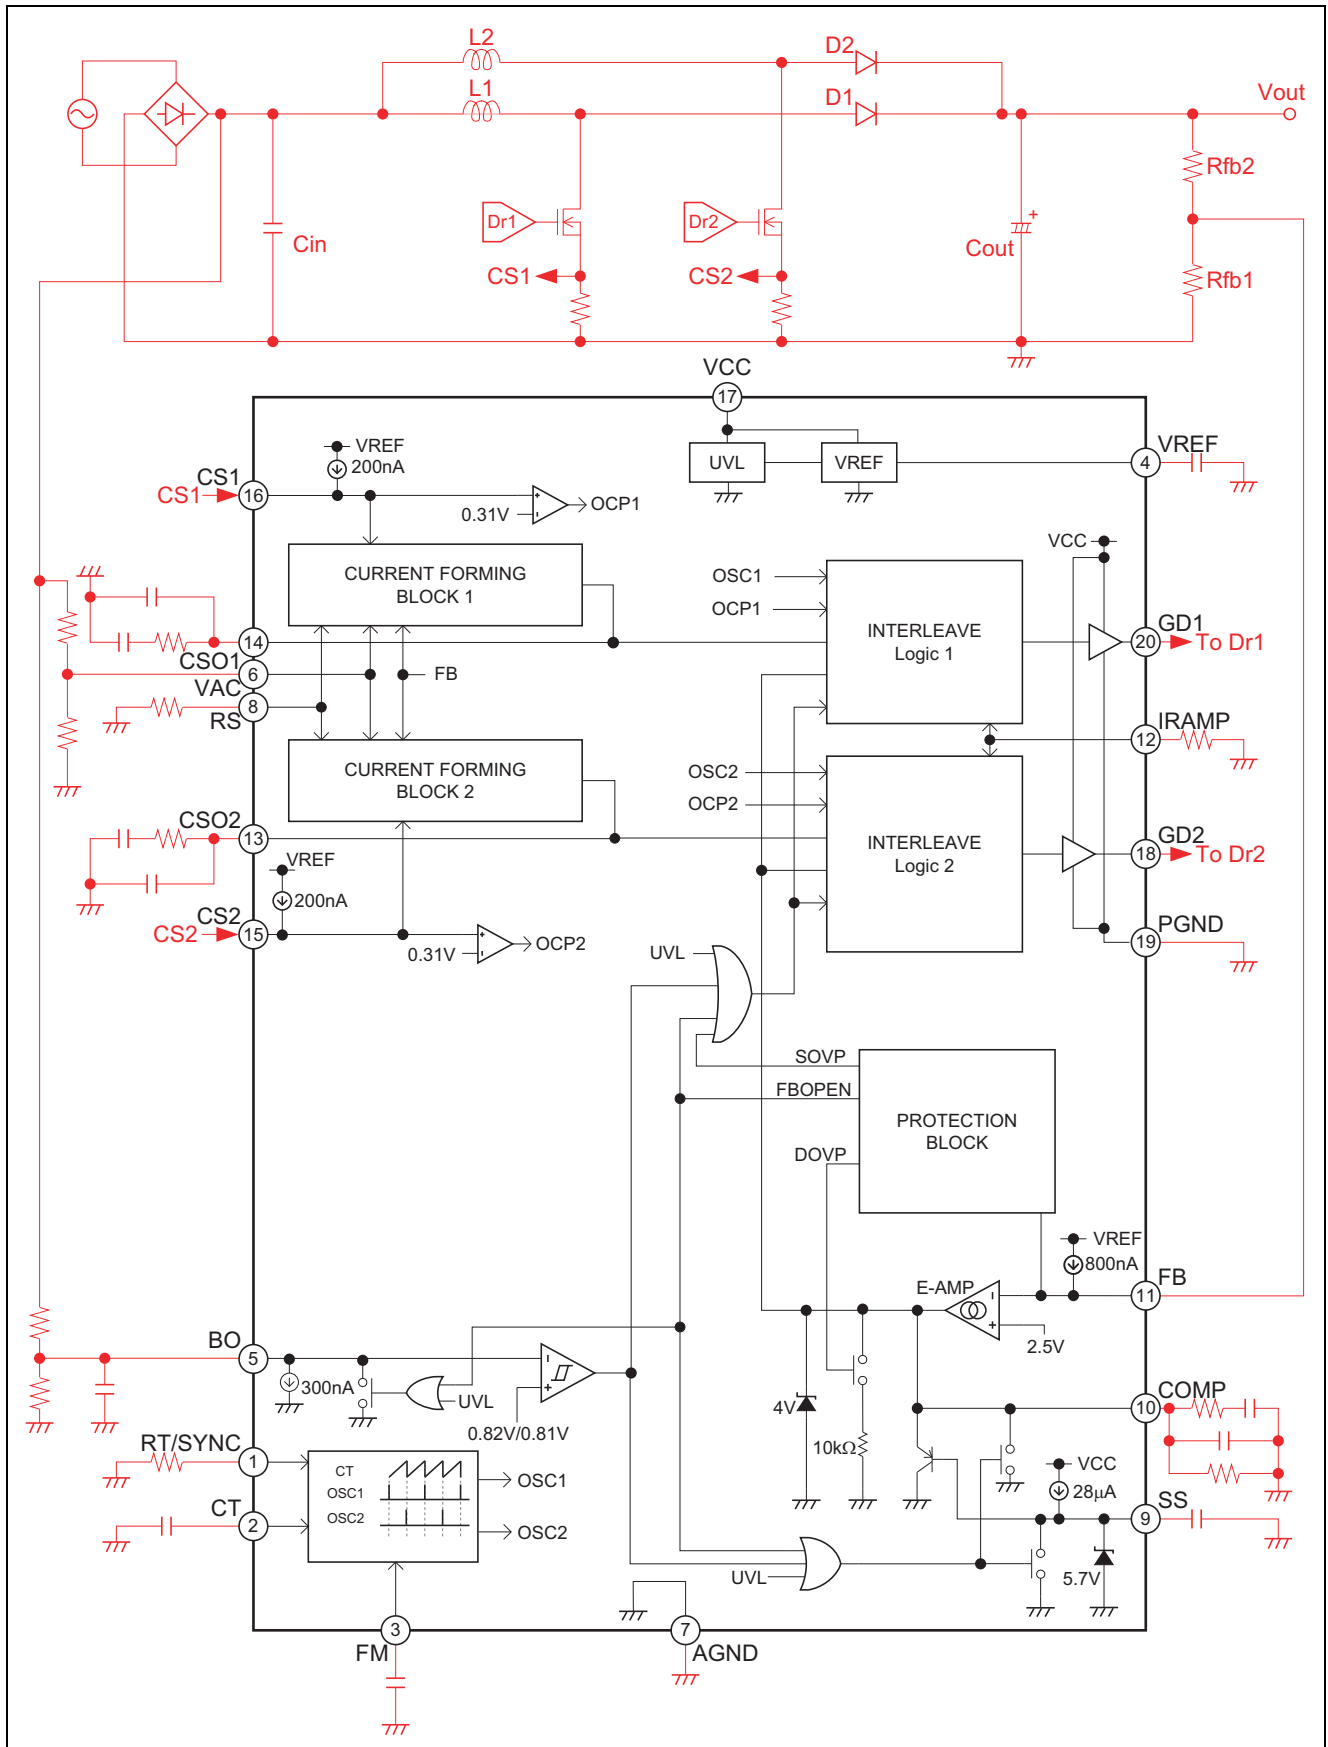 L2
D2
L1
D1
Vout
Rfb2
Dr1
Dr2
Cin
Cout
+
CS1
CS2
Rfb1
VCC
17
VREF
200nA
UVL
VREF
VREF
4
CS1
CS1
16
0.31V
OCP1
VCC
CURRENT FORMING
BLOCK 1
OSC1
OCP1
INTERLEAVE
Logic 1
GD1
20
To Dr1
14
CSO1
6
VAC
FB
8
RS
IRAMP
12
CURRENT FORMING
BLOCK 2
OSC2
OCP2
CSO2
13
INTERLEAVE
Logic 2
GD2
18
To Dr2
VREF
200nA
CS2
CS2
15
0.31V
OCP2
PGND
19
UVL
SOVP
FBOPEN
PROTECTION
BLOCK
DOVP
VREF
800nA
FB
11
E-AMP
2.5V
BO
5
300nA
UVL
0.82V/0.81V
4V
10kΩ
COMP
10
RT/SYNC
1
CT
OSC1
OSC2
OSC1
OSC2
VCC
28μA
SS
9
CT
2
UVL
5.7V
3
FM
7
AGND